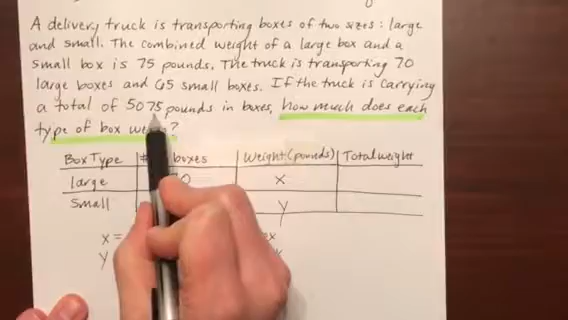 A delivery truck is transporting boxes of two sizes: large
and small. The combined weight of a large box and a
small box is 75 pounds. The truck is transporting 70
large boxes and 65 small boxes. If the truck is carrying
a total of 5075 pounds in boxes, how much does each
type of box ?
Box Type boxes Weight (pounds) Total weight
large x
small y
x =
y